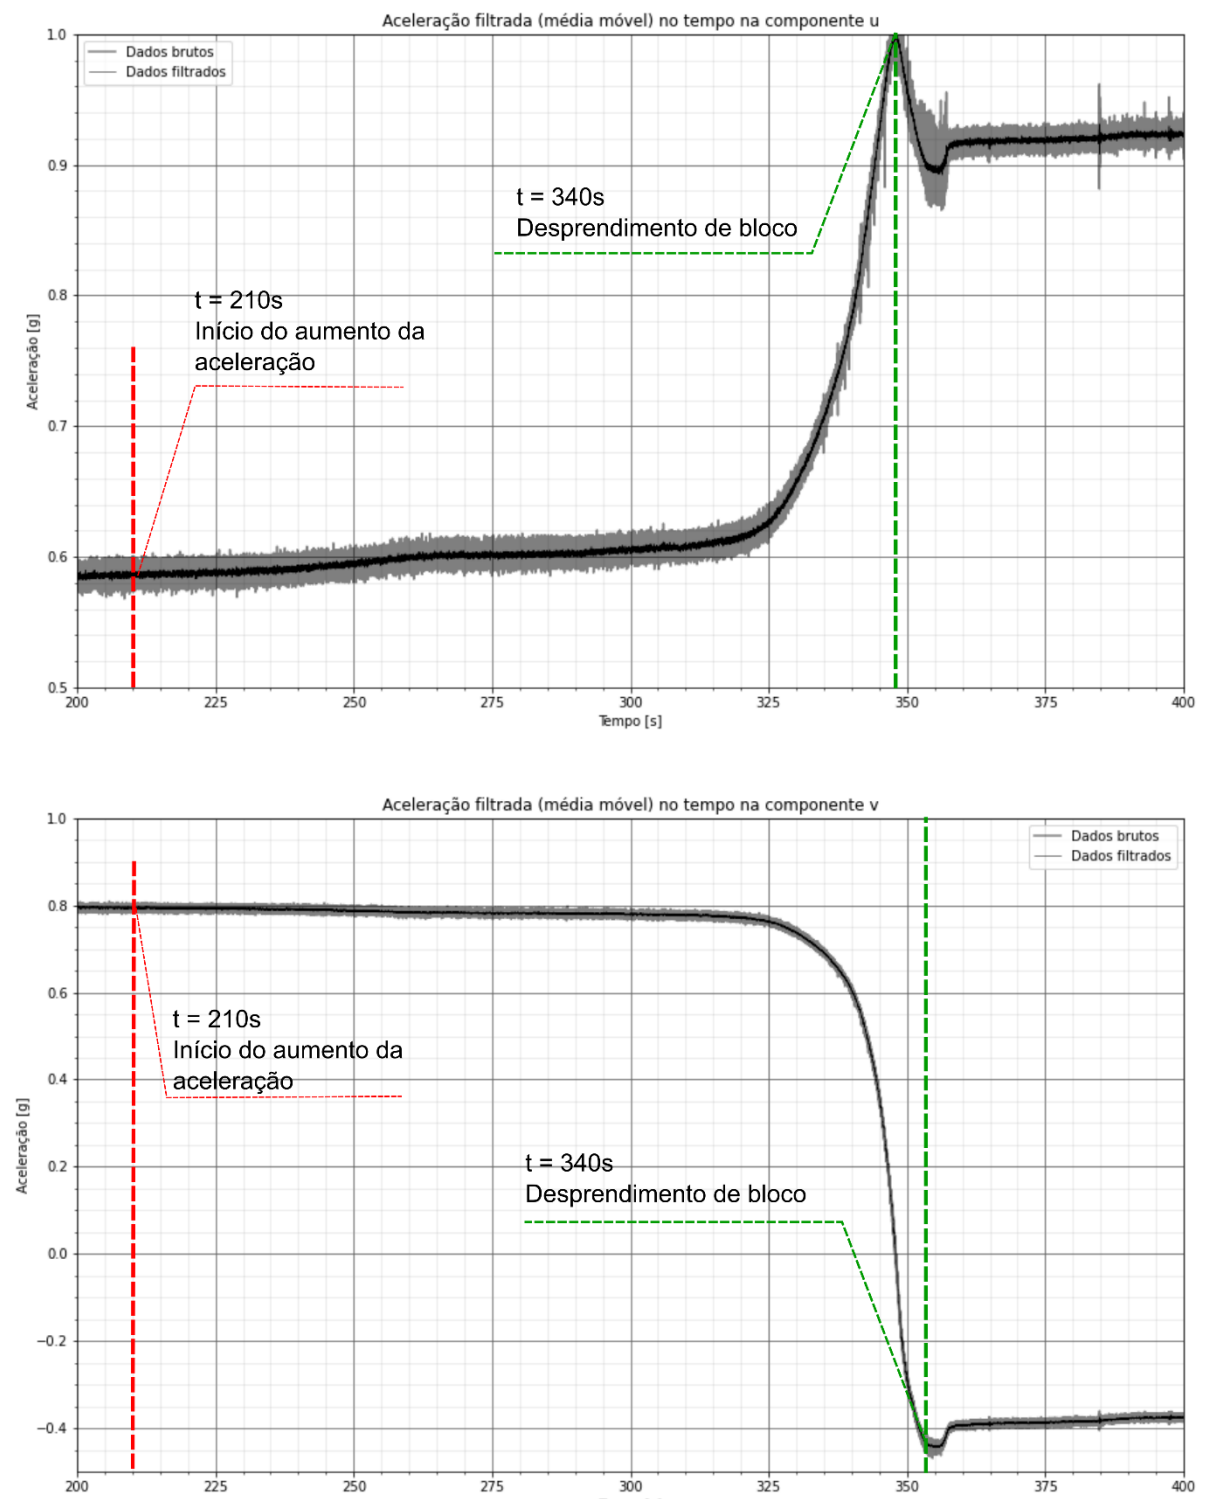 Aceleração filtrada (média móvel) no tempo na componente u
1.0
Dados brutos
Dados filtrados
0.9
t = 340s
Desprendimento de bloco
0.8
t = 210s
Início do aumento da
aceleração
Aceleração [g]
0.7
0.6
0.5
200 225 250 275 300 325 350 375 400
Tempo [s]
Aceleração filtrada (média móvel) no tempo na componente v
1.0
Dados brutos
Dados filtrados
0.8
0.6
t = 210s
Início do aumento da
aceleração
0.4
Aceleração [g]
0.2
t = 340s
Desprendimento de bloco
0.0
−0.2
−0.4
200 225 250 275 300 325 350 375 400